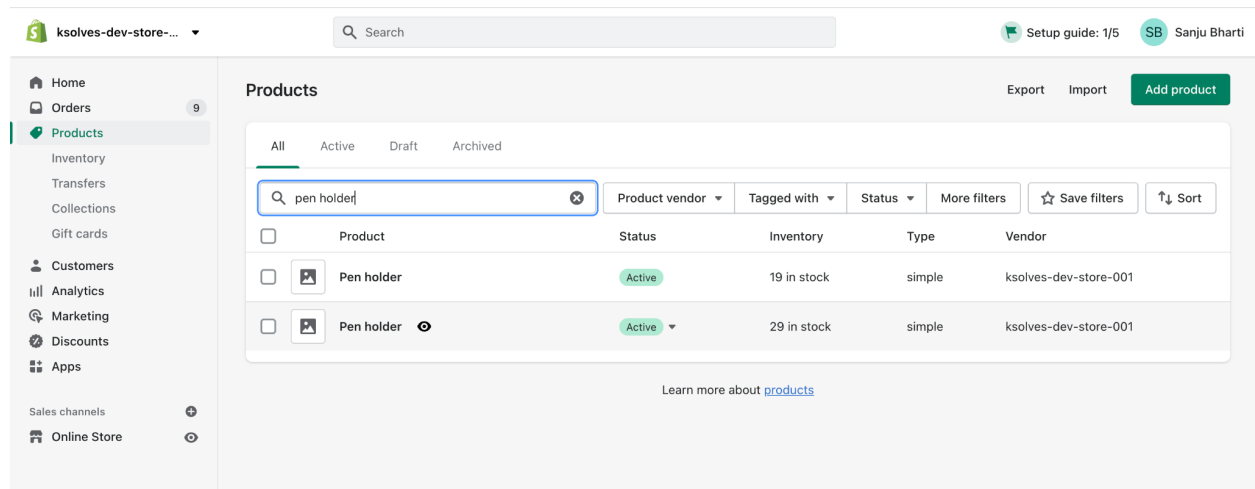 ksolves-dev-store-... Search Setup guide: 1/5 SB Sanju Bharti
Home
Orders 9
Products
Inventory
Transfers
Collections
Gift cards
Customers
Analytics
Marketing
Discounts
Apps
Sales channels
Online Store
Products Export Import Add product
All Active Draft Archived
pen holder Product vendor Tagged with Status More filters Save filters Sort
Product Status Inventory Type Vendor
Pen holder Active 19 in stock simple ksolves-dev-store-001
Pen holder Active 29 in stock simple ksolves-dev-store-001
Learn more about products